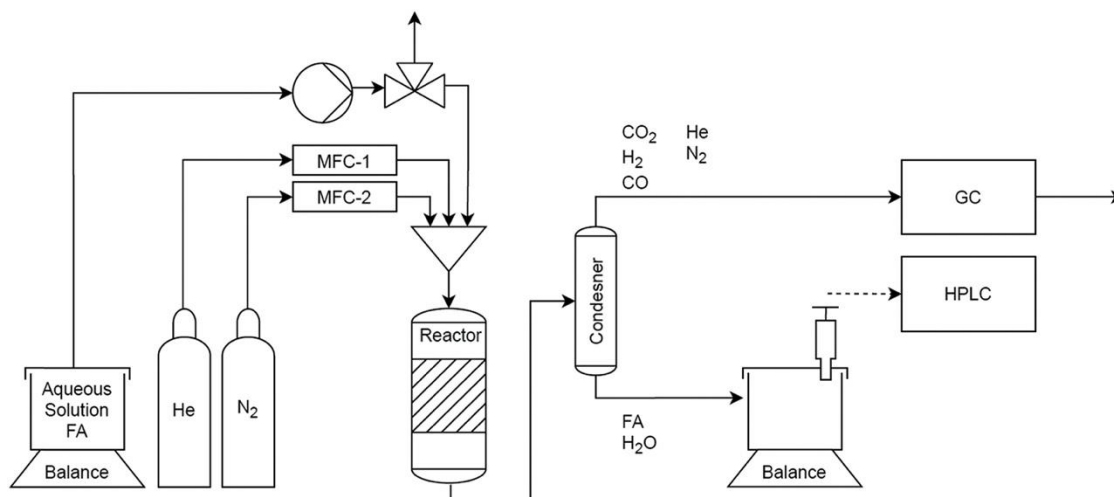 MFC-1
MFC-2
Aqueous
Solution
FA
Balance
He
N₂
Reactor
Condesner
CO₂ He
H₂ N₂
CO
FA
H₂O
GC
HPLC
Balance